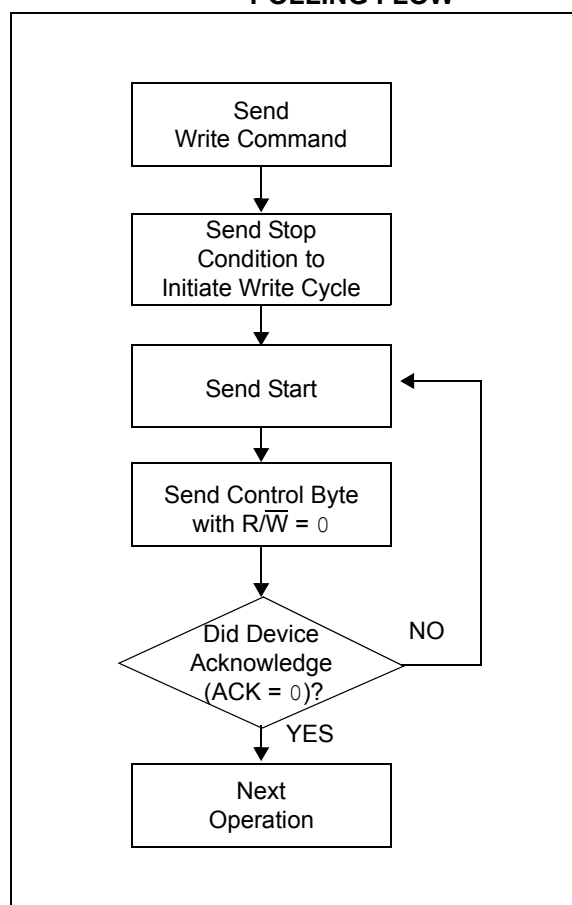 POLLING FLOW
Send
Write Command
Send Stop
Condition to
Initiate Write Cycle
Send Start
Send Control Byte
with R/W̅ = 0
Did Device
Acknowledge
(ACK = 0)?
NO
YES
Next
Operation